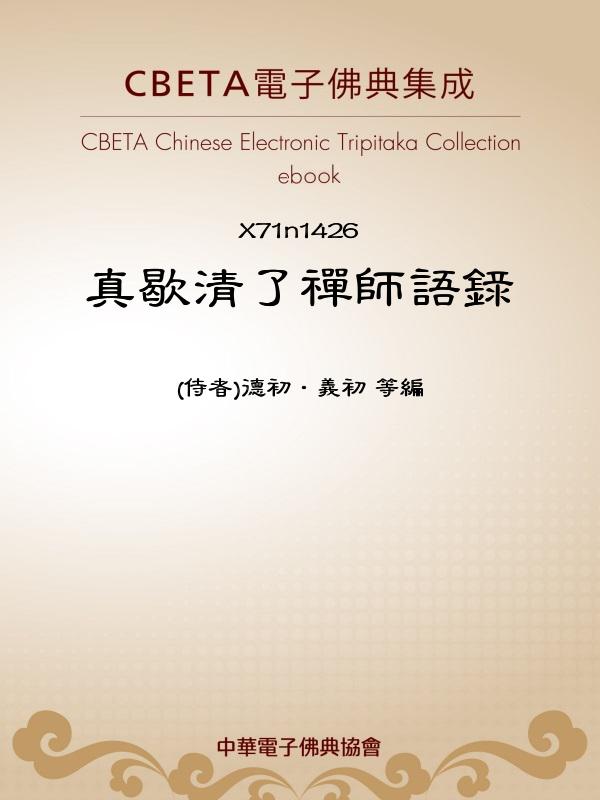 CBETA電子佛典集成
CBETA Chinese Electronic Tripitaka Collection
ebook
X71n1426
真歇清了禪師語錄
(侍者)德初．義初 等編
中華電子佛典協會